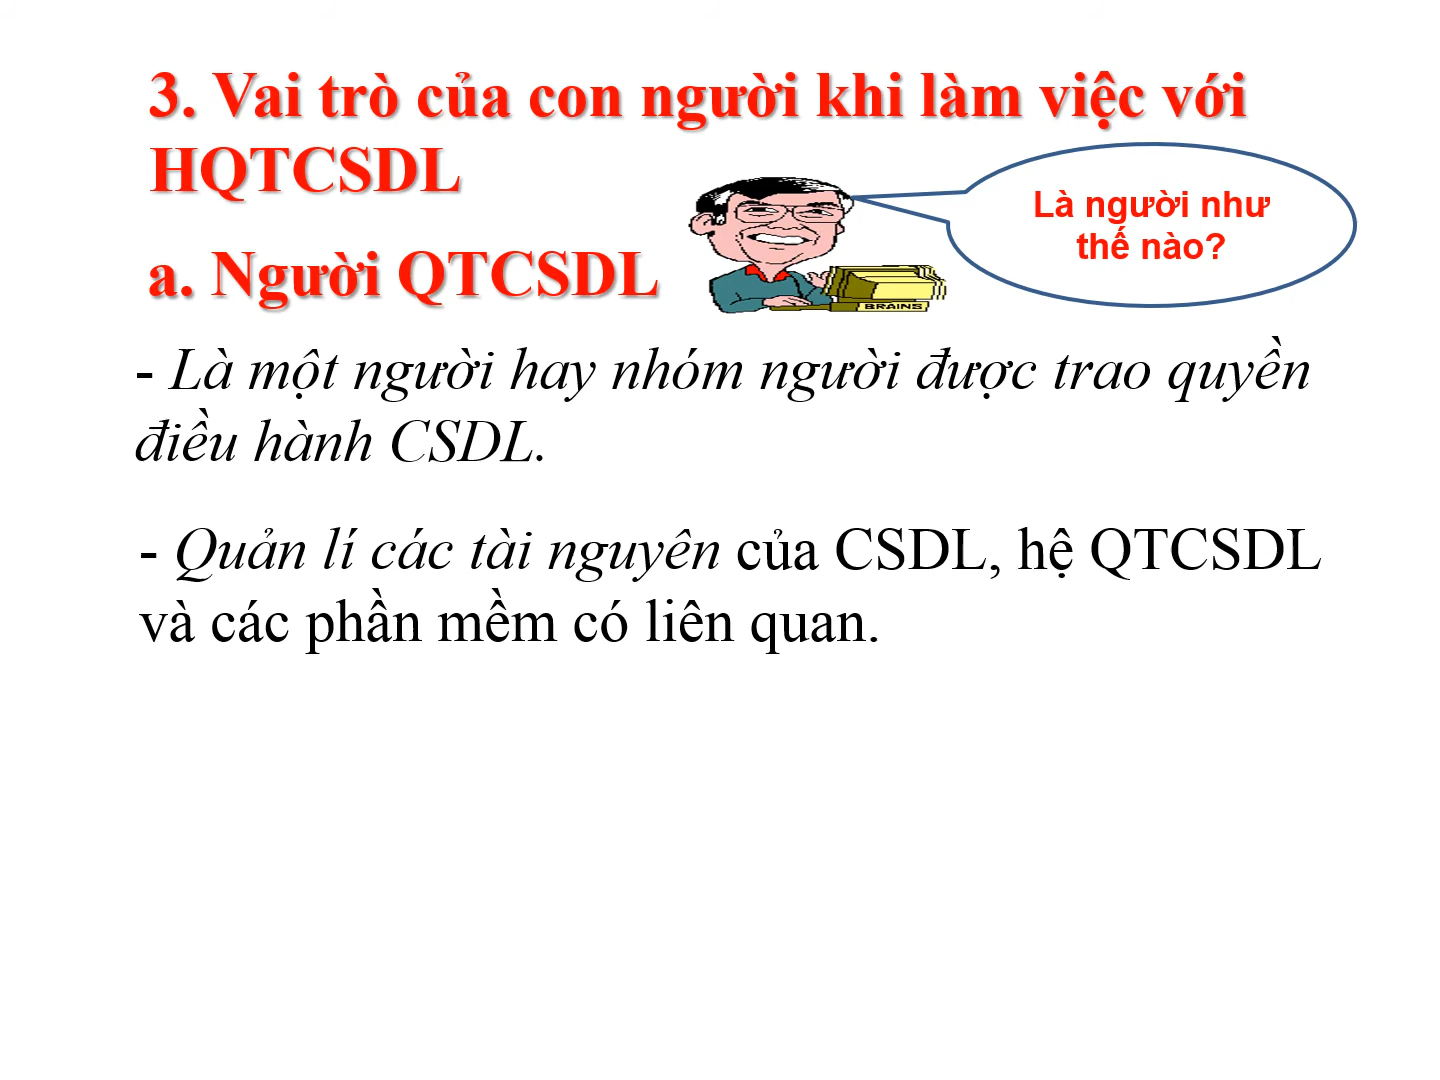 3. Vai trò của con người khi làm việc với
HQTCSDL
Là người như
thế nào?
a. Người QTCSDL
BRAINS
- Là một người hay nhóm người được trao quyền
điều hành CSDL.
- Quản lí các tài nguyên của CSDL, hệ QTCSDL
và các phần mềm có liên quan.